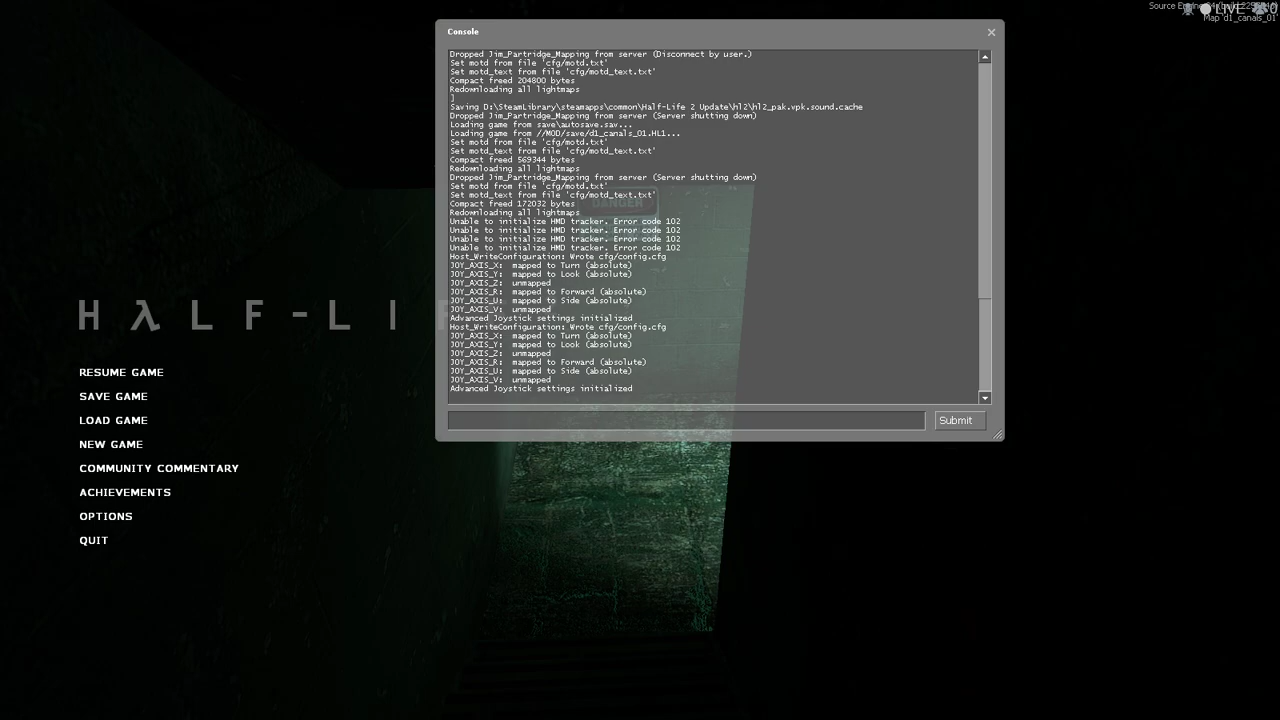 Source Engine
LIVE 0
Map 'd1_canals_01'
Console
Dropped Jim_Partridge_Mapping from server (Disconnect by user.)
Set motd from file 'cfg/motd.txt'
Set motd_text from file 'cfg/motd_text.txt'
Compact freed 204800 bytes
Redownloading all lightmaps
]
Saving D:\SteamLibrary\steamapps\common\Half-Life 2 Update\hl2\hl2_pak.vpk.sound.cache
Dropped Jim_Partridge_Mapping from server (Server shutting down)
Loading game from save\autosave.sav...
Loading game from //MOD/save/d1_canals_01.HL1...
Set motd from file 'cfg/motd.txt'
Set motd_text from file 'cfg/motd_text.txt'
Compact freed 569344 bytes
Redownloading all lightmaps
Dropped Jim_Partridge_Mapping from server (Server shutting down)
Set motd from file 'cfg/motd.txt'
Set motd_text from file 'cfg/motd_text.txt'
Compact freed 172032 bytes
DANGER
Redownloading all lightmaps
Unable to initialize HMD tracker. Error code 102
Unable to initialize HMD tracker. Error code 102
Unable to initialize HMD tracker. Error code 102
Unable to initialize HMD tracker. Error code 102
Host_WriteConfiguration: Wrote cfg/config.cfg
JOY_AXIS_X: mapped to Turn (absolute)
JOY_AXIS_Y: mapped to Look (absolute)
JOY_AXIS_Z: unmapped
JOY_AXIS_R: mapped to Forward (absolute)
JOY_AXIS_U: mapped to Side (absolute)
JOY_AXIS_V: unmapped
Advanced Joystick settings initialized
Host_WriteConfiguration: Wrote cfg/config.cfg
JOY_AXIS_X: mapped to Turn (absolute)
JOY_AXIS_Y: mapped to Look (absolute)
JOY_AXIS_Z: unmapped
JOY_AXIS_R: mapped to Forward (absolute)
JOY_AXIS_U: mapped to Side (absolute)
JOY_AXIS_V: unmapped
Advanced Joystick settings initialized
Submit
HλLF-LIF
RESUME GAME
SAVE GAME
LOAD GAME
NEW GAME
COMMUNITY COMMENTARY
ACHIEVEMENTS
OPTIONS
QUIT